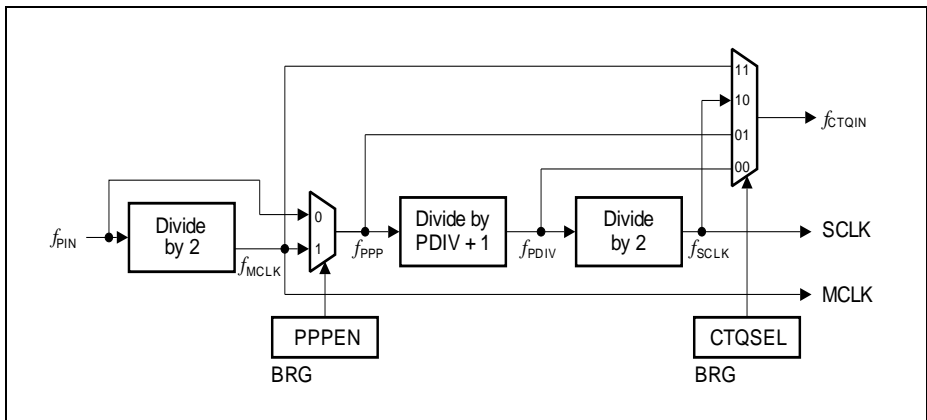 11
10
01
00
fCTQIN
fPIN
Divide
by 2
fMCLK
0
1
fPPP
Divide by
PDIV + 1
fPDIV
Divide
by 2
fSCLK
SCLK
MCLK
PPPEN
BRG
CTQSEL
BRG